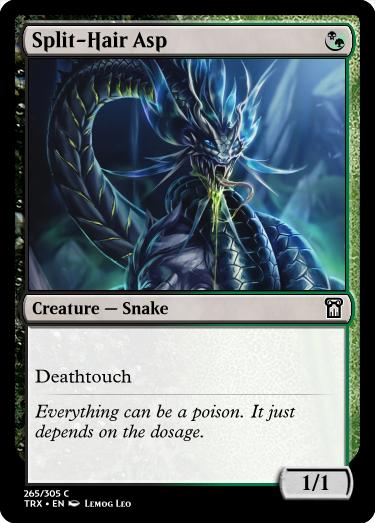 Split-Hair Asp
Creature — Snake
Deathtouch
Everything can be a poison. It just
depends on the dosage.
1/1
265/305 C
TRX • EN Lemog Leo